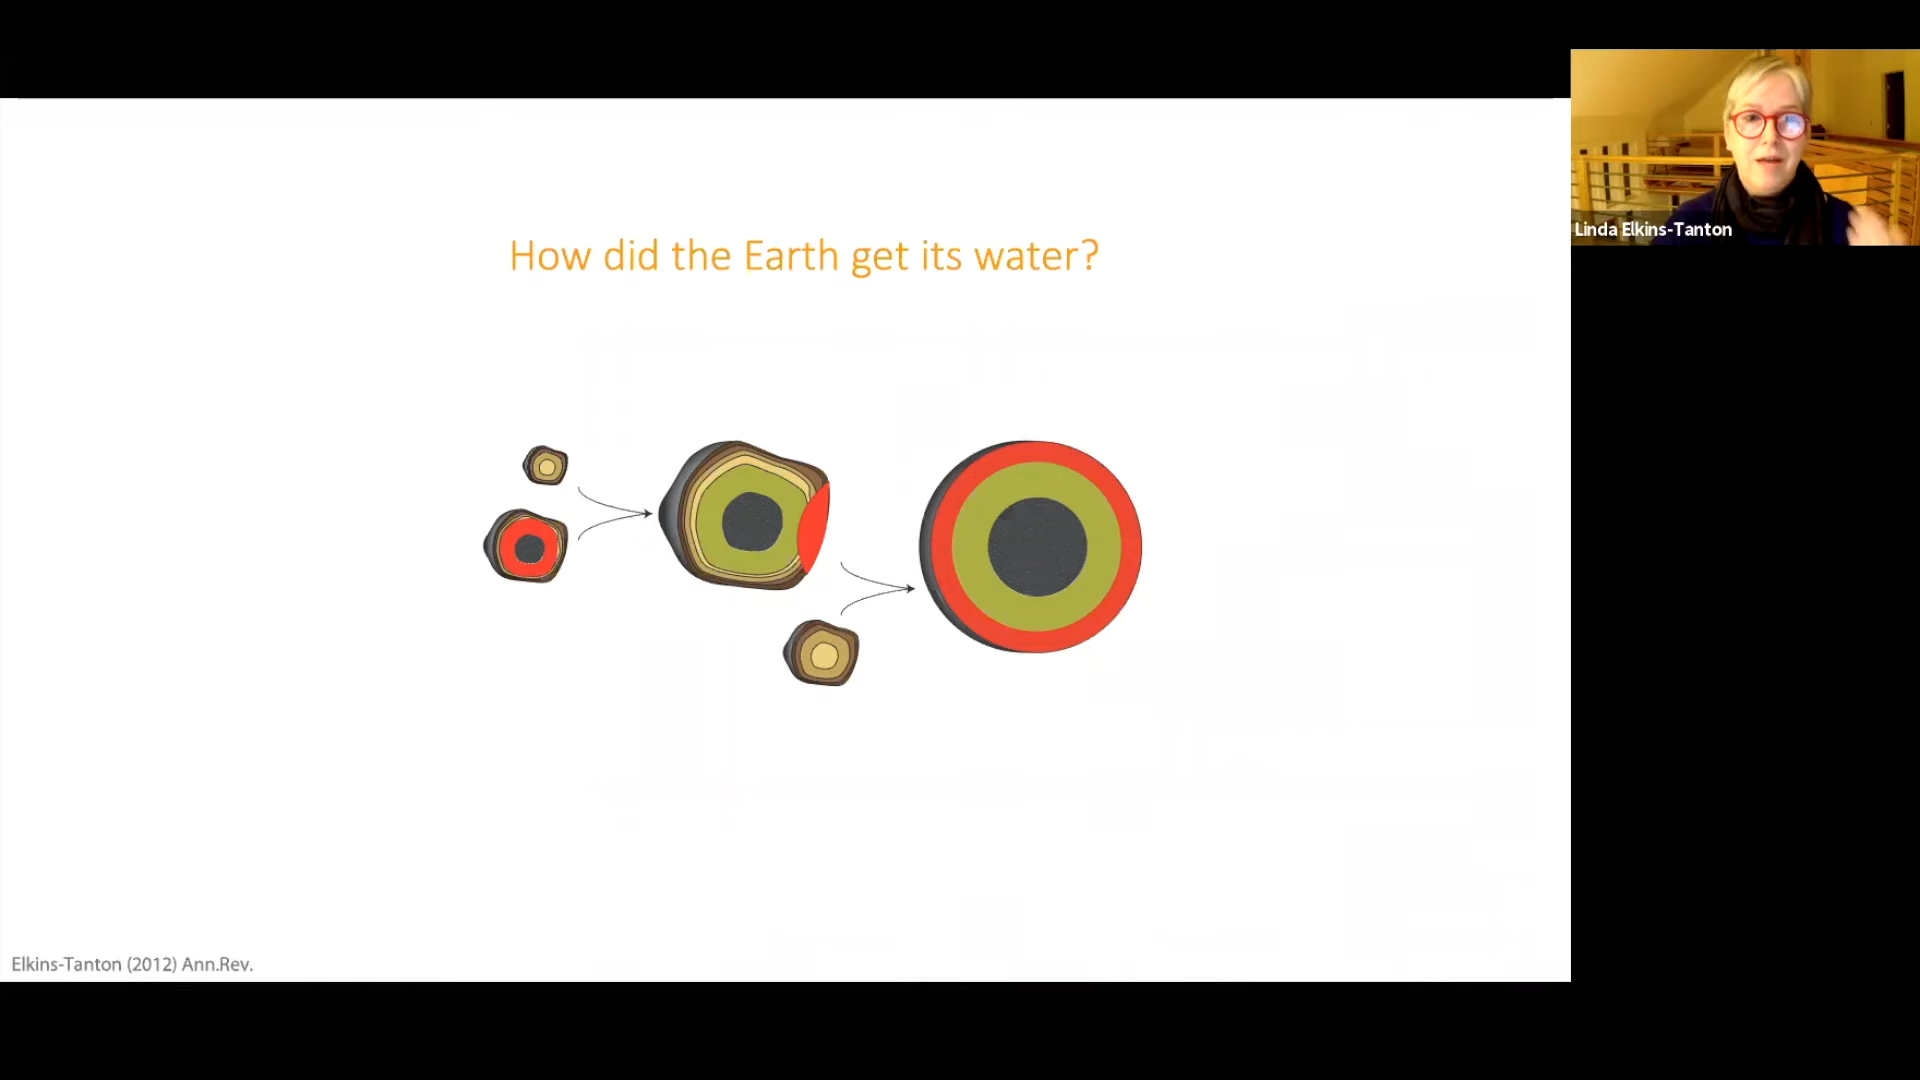 How did the Earth get its water?
Linda Elkins-Tanton
Elkins-Tanton (2012) Ann.Rev.